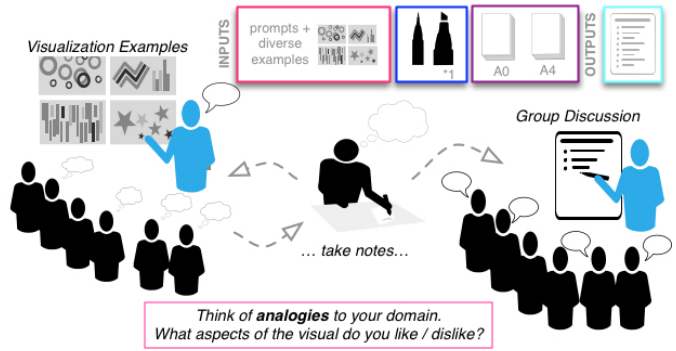 INPUTS
prompts +
diverse
examples
*1
A0
A4
OUTPUTS
Visualization Examples
Group Discussion
... take notes...
Think of analogies to your domain.
What aspects of the visual do you like / dislike?